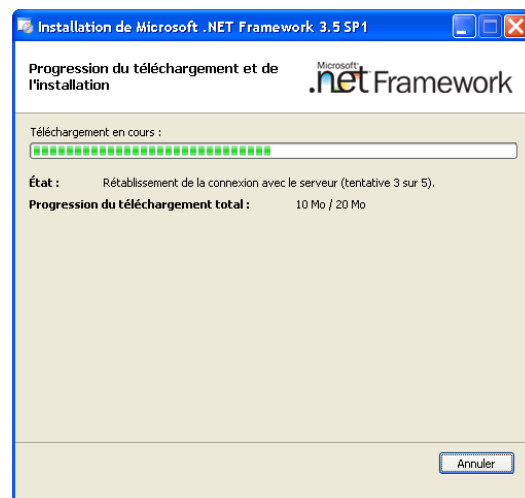 Installation de Microsoft .NET Framework 3.5 SP1
Progression du téléchargement et de
l'installation
Microsoft
.net Framework
Téléchargement en cours :
État : Rétablissement de la connexion avec le serveur (tentative 3 sur 5).
Progression du téléchargement total : 10 Mo / 20 Mo
Annuler